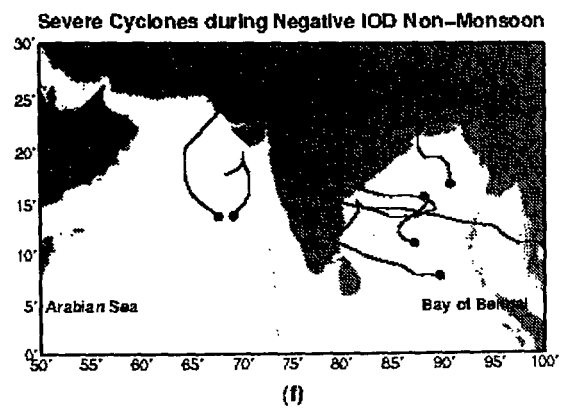 Severe Cyclones during Negative IOD Non-Monsoon
30°
25°
20°
15°
10°
5°
0°
Arabian Sea
Bay of Bengal
50° 55° 60° 65° 70° 75° 80° 85° 90° 95° 100°
(f)